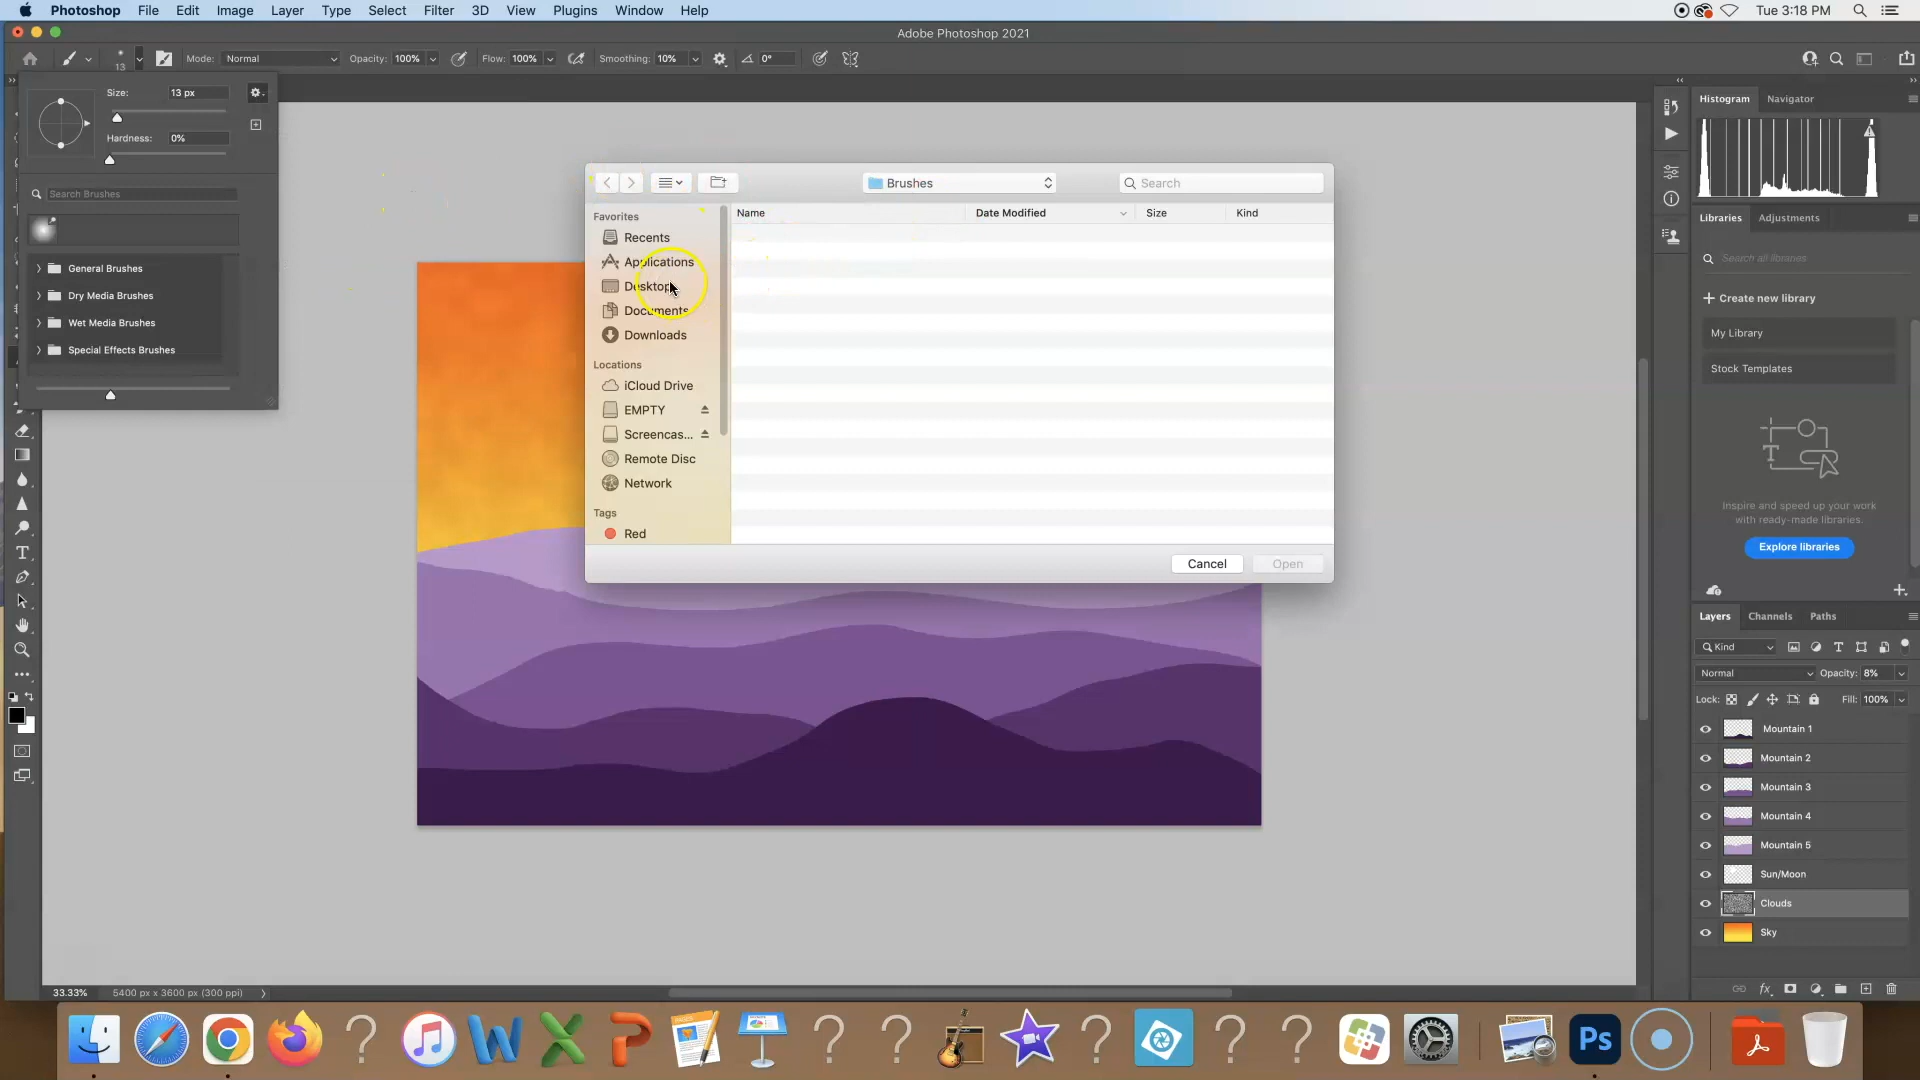 Photoshop File Edit Image Layer Type Select Filter 3D View Plugins Window Help Tue 3:18 PM
Adobe Photoshop 2021
13 Mode: Normal Opacity: 100% Flow: 100% Smoothing: 10% 0°
Size: 13 px
Hardness: 0%
Search Brushes
General Brushes
Dry Media Brushes
Wet Media Brushes
Special Effects Brushes
Brushes
Search
Favorites
Recents
Applications
Desktop
Documents
Downloads
Locations
iCloud Drive
EMPTY
Screencas...
Remote Disc
Network
Tags
Red
Name Date Modified Size Kind
Cancel Open
Histogram Navigator
Libraries Adjustments
Search all libraries
Create new library
My Library
Stock Templates
Inspire and speed up your work
with ready-made libraries.
Explore libraries
Layers Channels Paths
Kind
Normal Opacity: 8%
Lock: Fill: 100%
Mountain 1
Mountain 2
Mountain 3
Mountain 4
Mountain 5
Sun/Moon
Clouds
Sky
33.33% 5400 px x 3600 px (300 ppi)
PAGES
Ps